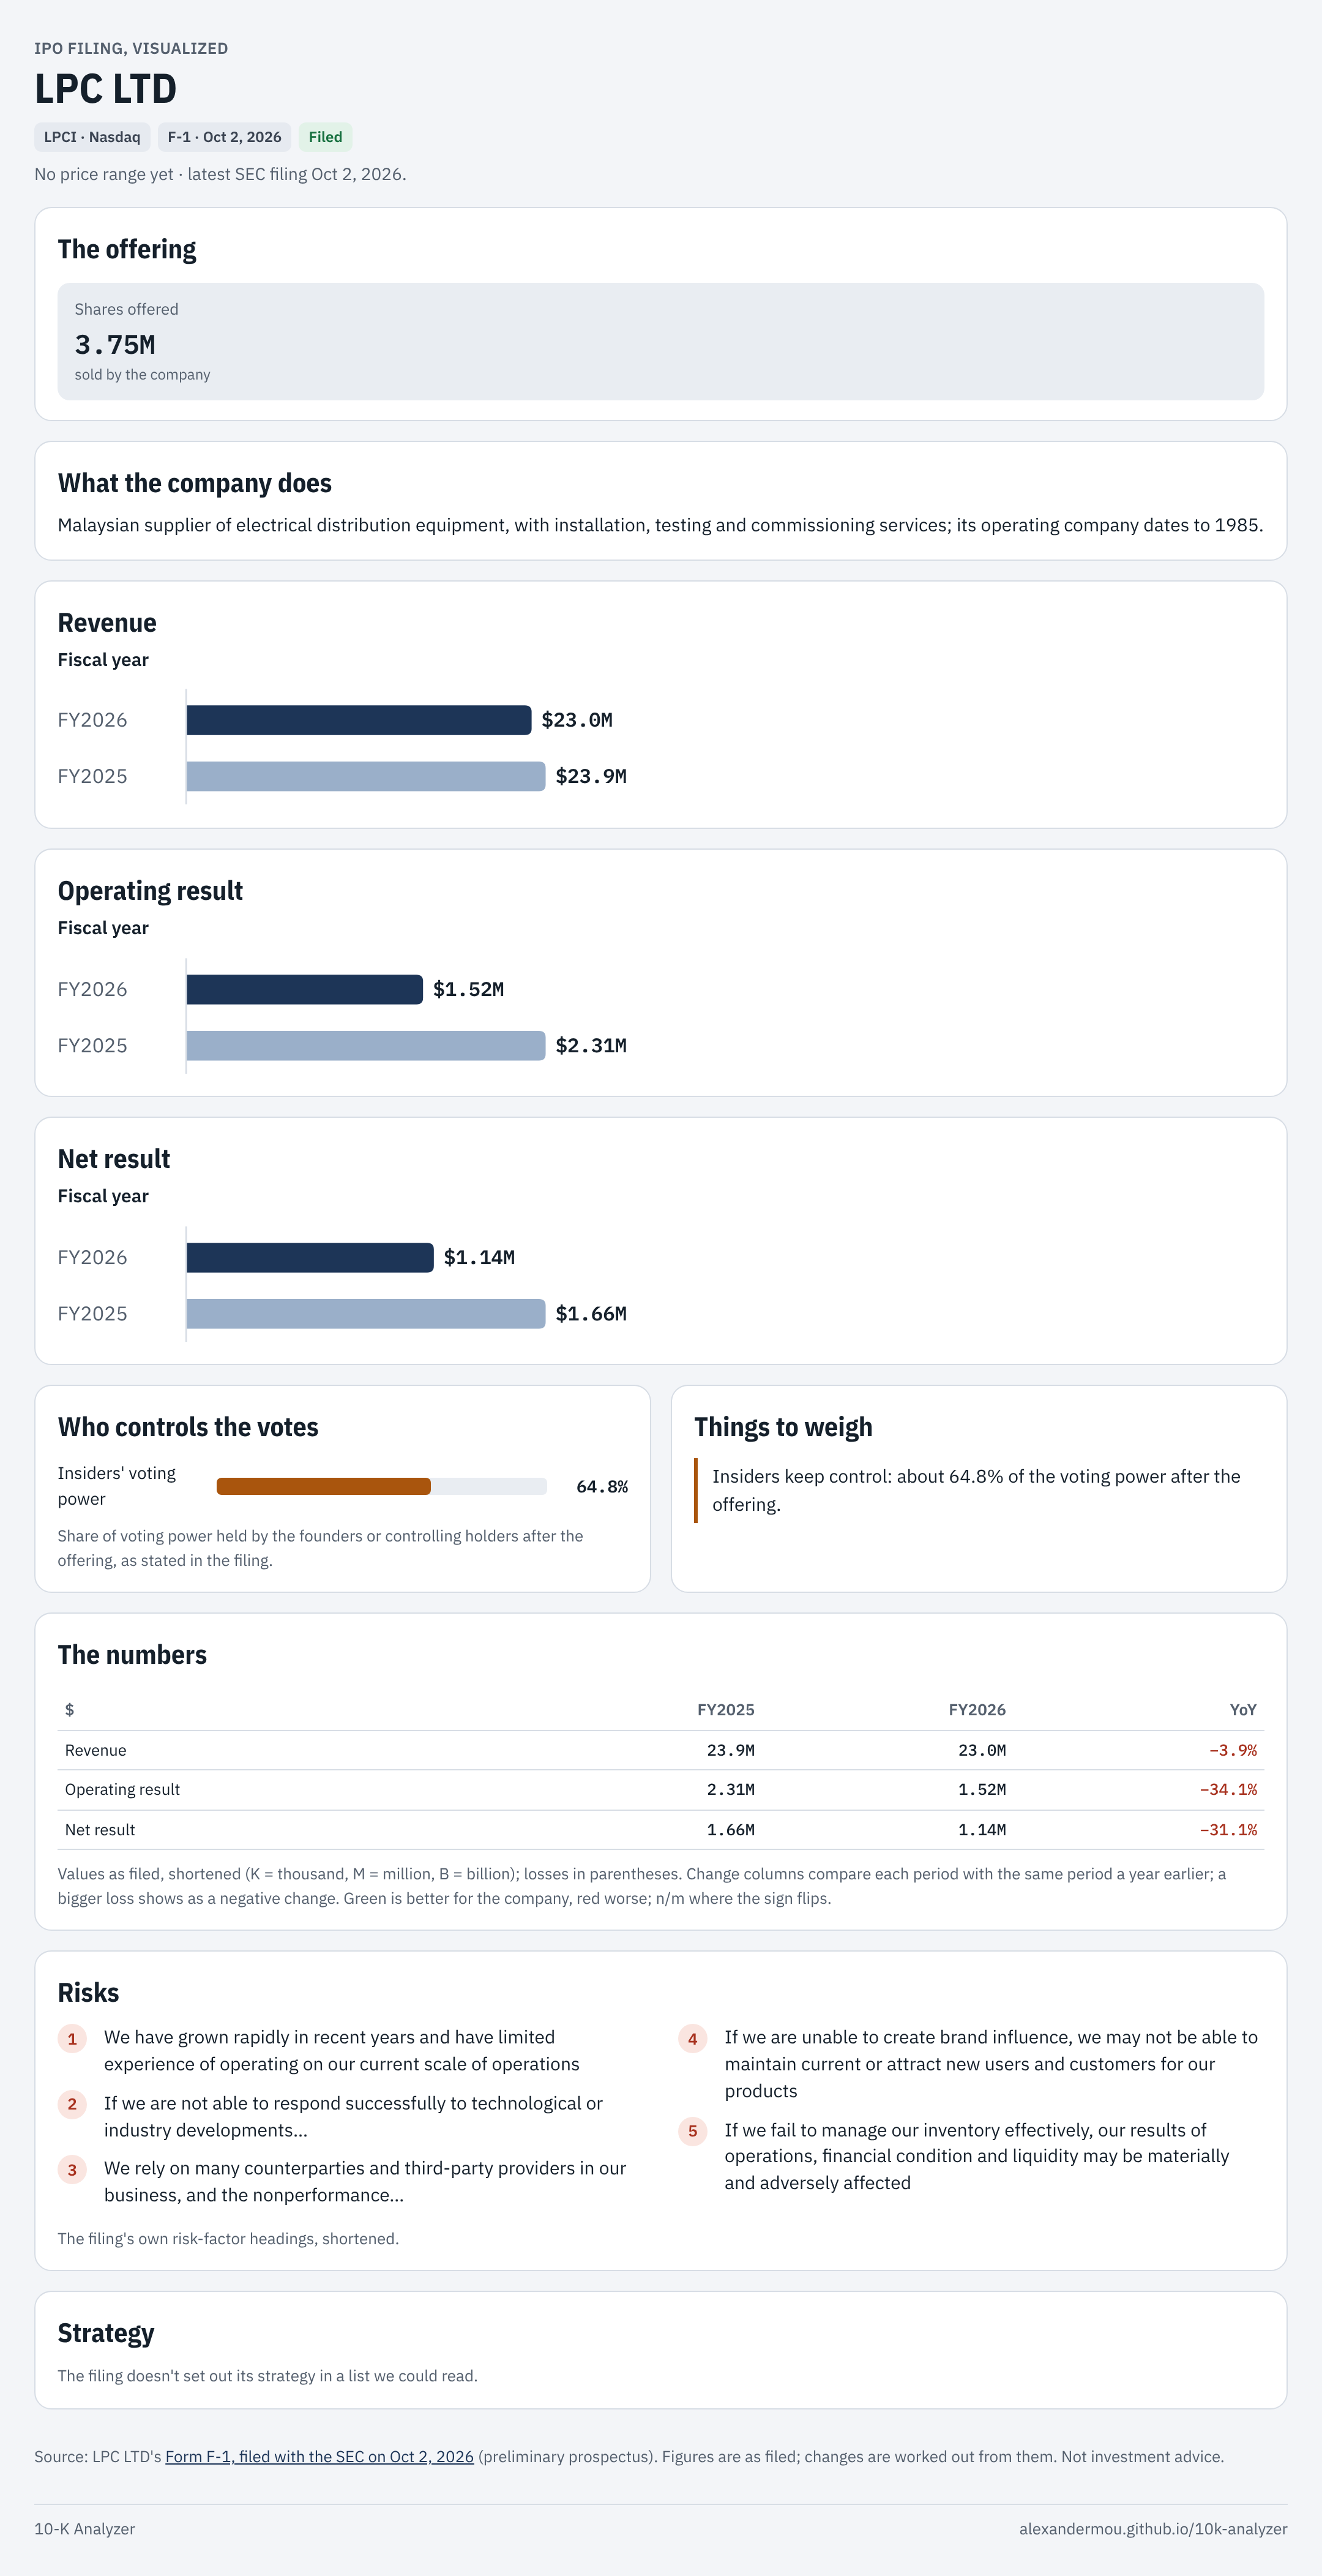 IPO FILING, VISUALIZED
LPC LTD
LPCI · Nasdaq
F-1 · Oct 2, 2026
Filed
No price range yet · latest SEC filing Oct 2, 2026.
The offering
Shares offered
3.75M
sold by the company
What the company does
Malaysian supplier of electrical distribution equipment, with installation, testing and commissioning services; its operating company dates to 1985.
Revenue
Fiscal year
FY2026 $23.0M
FY2025 $23.9M
Operating result
Fiscal year
FY2026 $1.52M
FY2025 $2.31M
Net result
Fiscal year
FY2026 $1.14M
FY2025 $1.66M
Who controls the votes
Insiders' voting
power
64.8%
Share of voting power held by the founders or controlling holders after the
offering, as stated in the filing.
Things to weigh
Insiders keep control: about 64.8% of the voting power after the
offering.
The numbers
$ FY2025 FY2026 YoY
Revenue 23.9M 23.0M −3.9%
Operating result 2.31M 1.52M −34.1%
Net result 1.66M 1.14M −31.1%
Values as filed, shortened (K = thousand, M = million, B = billion); losses in parentheses. Change columns compare each period with the same period a year earlier; a
bigger loss shows as a negative change. Green is better for the company, red worse; n/m where the sign flips.
Risks
1 We have grown rapidly in recent years and have limited
experience of operating on our current scale of operations
2 If we are not able to respond successfully to technological or
industry developments…
3 We rely on many counterparties and third-party providers in our
business, and the nonperformance…
4 If we are unable to create brand influence, we may not be able to
maintain current or attract new users and customers for our
products
5 If we fail to manage our inventory effectively, our results of
operations, financial condition and liquidity may be materially
and adversely affected
The filing's own risk-factor headings, shortened.
Strategy
The filing doesn't set out its strategy in a list we could read.
Source: LPC LTD's Form F-1, filed with the SEC on Oct 2, 2026 (preliminary prospectus). Figures are as filed; changes are worked out from them. Not investment advice.
10-K Analyzer
alexandermou.github.io/10k-analyzer